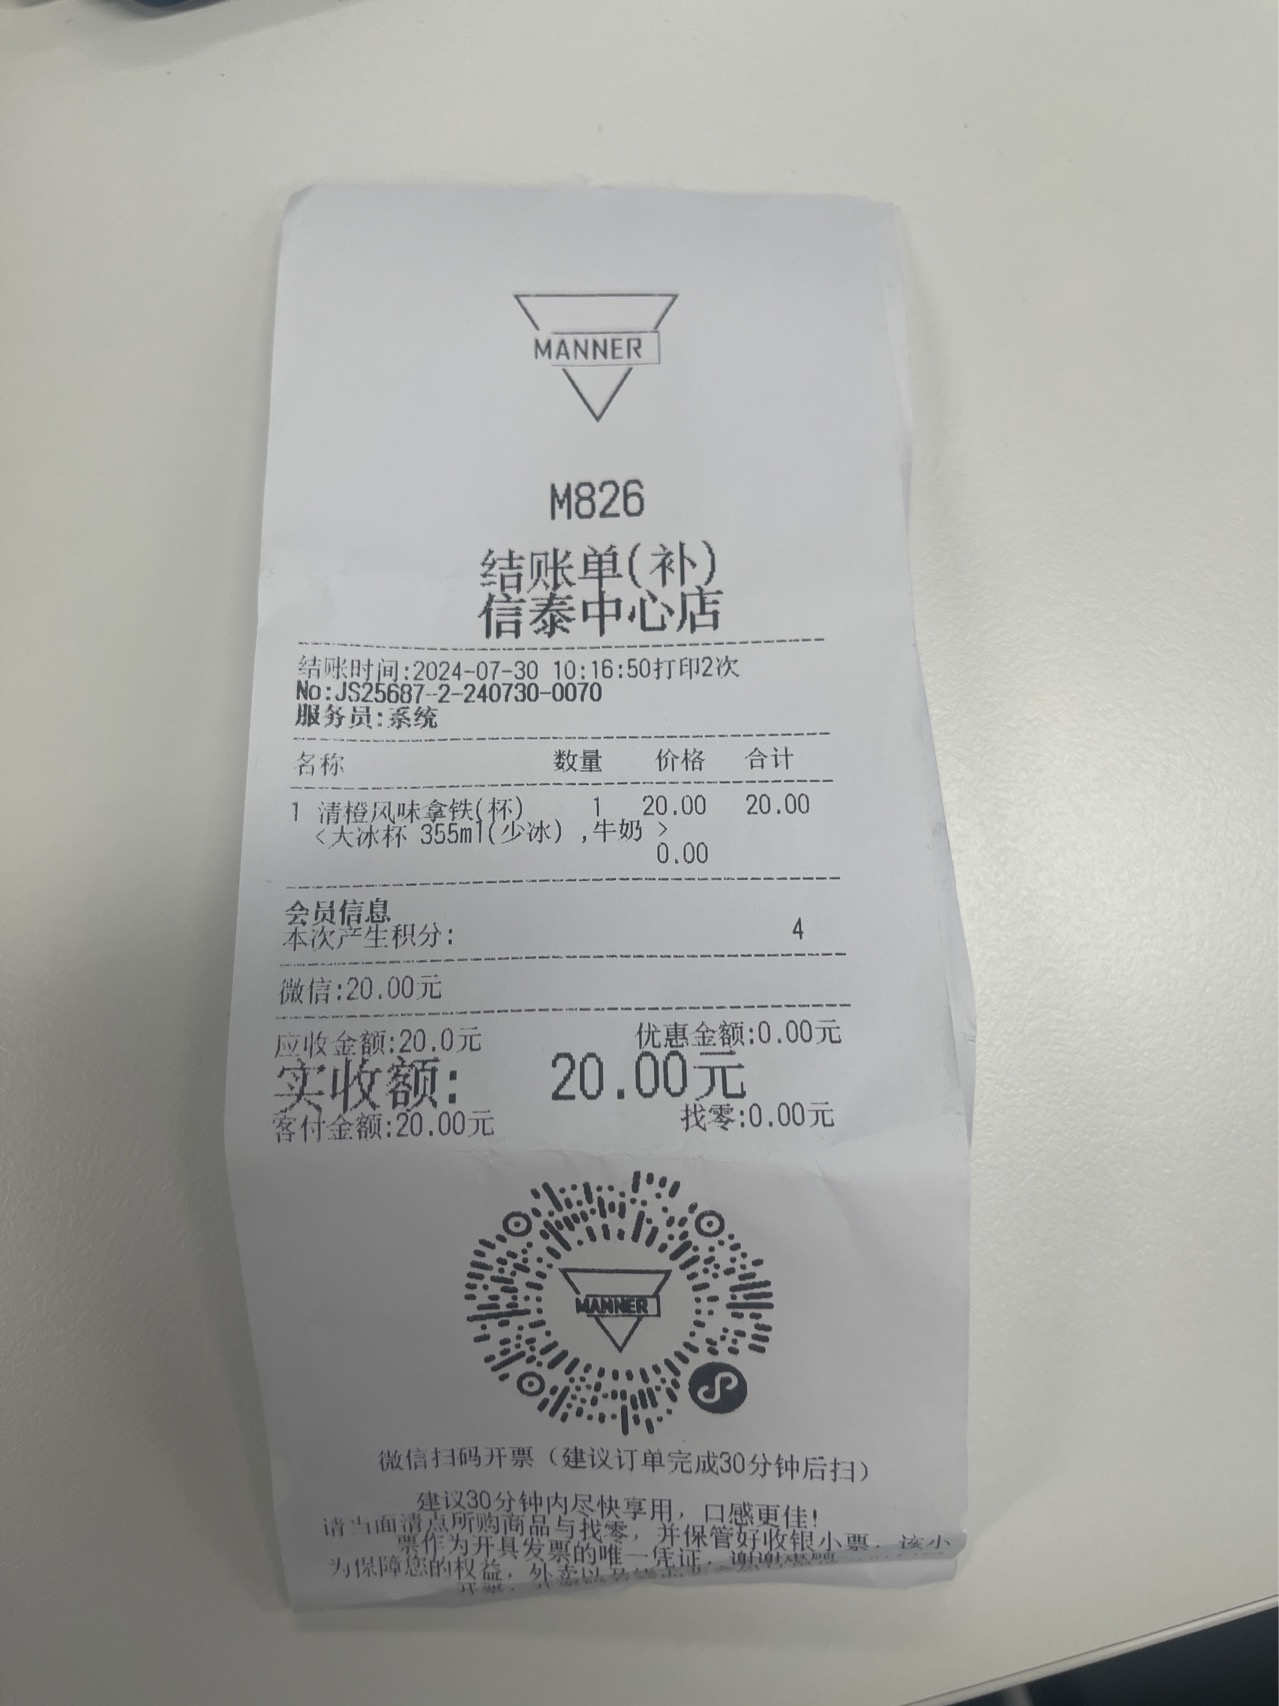 MANNER
M826
结账单(补)
信泰中心店
结账时间:2024-07-30 10:16:50打印2次
No:JS25687-2-240730-0070
服务员:系统
名称 数量 价格 合计
1 清橙风味拿铁(杯) 1 20.00 20.00
<大冰杯 355ml(少冰),牛奶 >
0.00
会员信息
本次产生积分: 4
微信:20.00元
应收金额:20.0元 优惠金额:0.00元
实收额: 20.00元
客付金额:20.00元 找零:0.00元
MANNER
微信扫码开票(建议订单完成30分钟后扫)
建议30分钟内尽快享用，口感更佳!
请当面清点所购商品与找零，并保管好收银小票，该小
票作为开具发票的唯一凭证，谢谢
为保障您的权益，外卖以及
开票，